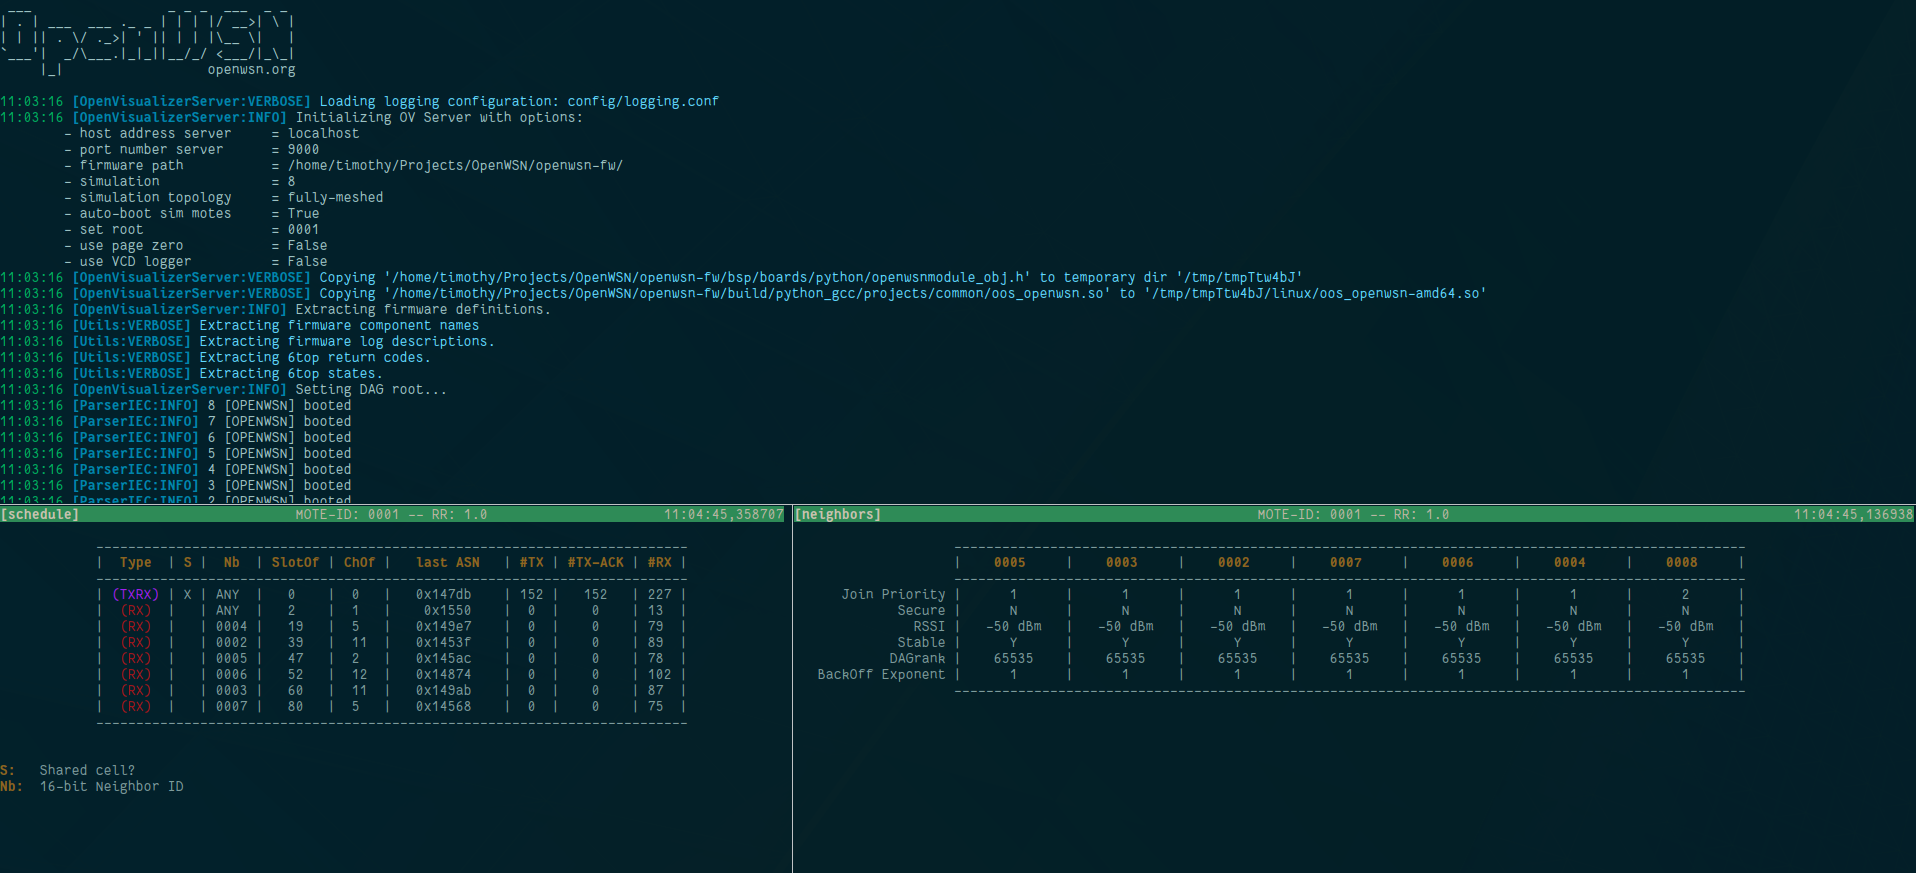 ___                 _ _ _  ___  _ _
| . | ___  ___ ._ _ | | | |/ __>| \ |
| | || . \/ ._>| ' || | | |\__ \|   |
`___'|  _/\___.|_|_||__/_/ <___/|_\_|
     |_|                  openwsn.org
11:03:16 [OpenVisualizerServer:VERBOSE] Loading logging configuration: config/logging.conf
11:03:16 [OpenVisualizerServer:INFO] Initializing OV Server with options:
- host address server     = localhost
- port number server      = 9000
- firmware path           = /home/timothy/Projects/OpenWSN/openwsn-fw/
- simulation              = 8
- simulation topology     = fully-meshed
- auto-boot sim motes     = True
- set root                = 0001
- use page zero           = False
- use VCD logger          = False
11:03:16 [OpenVisualizerServer:VERBOSE] Copying '/home/timothy/Projects/OpenWSN/openwsn-fw/bsp/boards/python/openwsnmodule_obj.h' to temporary dir '/tmp/tmpTtw4bJ'
11:03:16 [OpenVisualizerServer:VERBOSE] Copying '/home/timothy/Projects/OpenWSN/openwsn-fw/build/python_gcc/projects/common/oos_openwsn.so' to '/tmp/tmpTtw4bJ/linux/oos_openwsn-amd64.so'
11:03:16 [OpenVisualizerServer:INFO] Extracting firmware definitions.
11:03:16 [Utils:VERBOSE] Extracting firmware component names
11:03:16 [Utils:VERBOSE] Extracting firmware log descriptions.
11:03:16 [Utils:VERBOSE] Extracting 6top return codes.
11:03:16 [Utils:VERBOSE] Extracting 6top states.
11:03:16 [OpenVisualizerServer:INFO] Setting DAG root...
11:03:16 [ParserIEC:INFO] 8 [OPENWSN] booted
11:03:16 [ParserIEC:INFO] 7 [OPENWSN] booted
11:03:16 [ParserIEC:INFO] 6 [OPENWSN] booted
11:03:16 [ParserIEC:INFO] 5 [OPENWSN] booted
11:03:16 [ParserIEC:INFO] 4 [OPENWSN] booted
11:03:16 [ParserIEC:INFO] 3 [OPENWSN] booted
11:03:16 [ParserIEC:INFO] 2 [OPENWSN] booted
[schedule] MOTE-ID: 0001 -- RR: 1.0 11:04:45,358707
| Type | S | Nb | SlotOf | ChOf | last ASN | #TX | #TX-ACK | #RX |
| (TXRX) | X | ANY | 0 | 0 | 0x147db | 152 | 152 | 227 |
| (RX) | | ANY | 2 | 1 | 0x1550 | 0 | 0 | 13 |
| (RX) | | 0004 | 19 | 5 | 0x149e7 | 0 | 0 | 79 |
| (RX) | | 0002 | 39 | 11 | 0x1453f | 0 | 0 | 89 |
| (RX) | | 0005 | 47 | 2 | 0x145ac | 0 | 0 | 78 |
| (RX) | | 0006 | 52 | 12 | 0x14874 | 0 | 0 | 102 |
| (RX) | | 0003 | 60 | 11 | 0x149ab | 0 | 0 | 87 |
| (RX) | | 0007 | 80 | 5 | 0x14568 | 0 | 0 | 75 |
S: Shared cell?
Nb: 16-bit Neighbor ID
[neighbors] MOTE-ID: 0001 -- RR: 1.0 11:04:45,136938
| 0005 | 0003 | 0002 | 0007 | 0006 | 0004 | 0008 |
Join Priority | 1 | 1 | 1 | 1 | 1 | 1 | 2 |
Secure | N | N | N | N | N | N | N |
RSSI | -50 dBm | -50 dBm | -50 dBm | -50 dBm | -50 dBm | -50 dBm | -50 dBm |
Stable | Y | Y | Y | Y | Y | Y | Y |
DAGrank | 65535 | 65535 | 65535 | 65535 | 65535 | 65535 | 65535 |
BackOff Exponent | 1 | 1 | 1 | 1 | 1 | 1 | 1 |